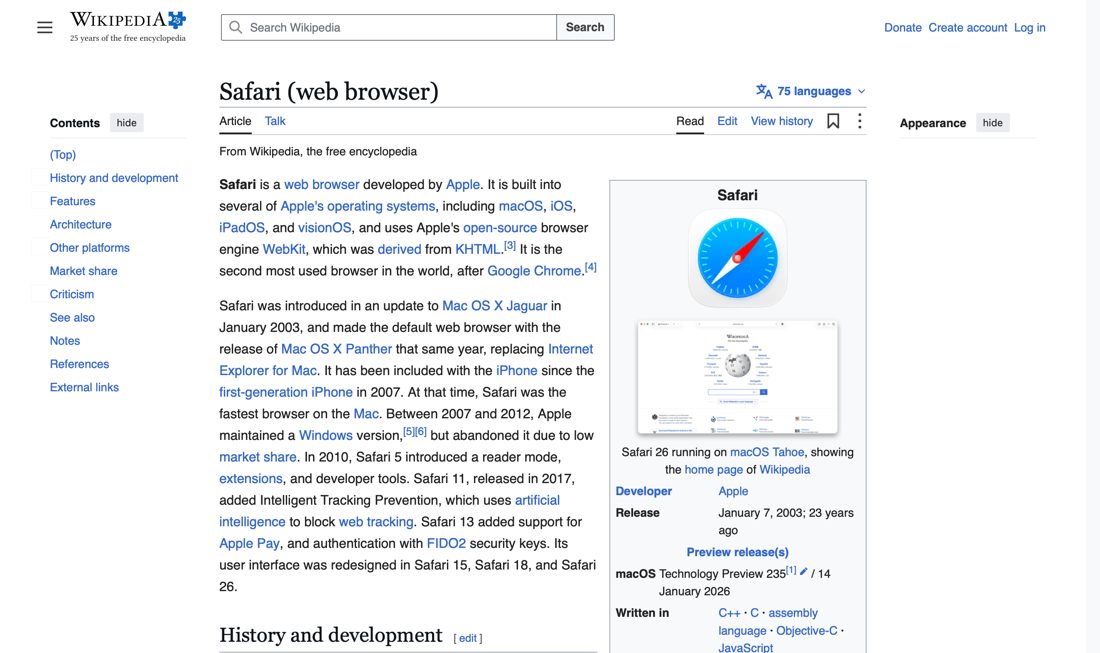 WIKIPEDIA 25
25 years of the free encyclopedia
Search Wikipedia
Search
Donate Create account Log in
Contents hide
(Top)
History and development
Features
Architecture
Other platforms
Market share
Criticism
See also
Notes
References
External links
Safari (web browser)
75 languages
Article Talk
Read Edit View history
Appearance hide
From Wikipedia, the free encyclopedia
Safari is a web browser developed by Apple. It is built into
several of Apple's operating systems, including macOS, iOS,
iPadOS, and visionOS, and uses Apple's open-source browser
engine WebKit, which was derived from KHTML.[3] It is the
second most used browser in the world, after Google Chrome.[4]
Safari was introduced in an update to Mac OS X Jaguar in
January 2003, and made the default web browser with the
release of Mac OS X Panther that same year, replacing Internet
Explorer for Mac. It has been included with the iPhone since the
first-generation iPhone in 2007. At that time, Safari was the
fastest browser on the Mac. Between 2007 and 2012, Apple
maintained a Windows version,[5][6] but abandoned it due to low
market share. In 2010, Safari 5 introduced a reader mode,
extensions, and developer tools. Safari 11, released in 2017,
added Intelligent Tracking Prevention, which uses artificial
intelligence to block web tracking. Safari 13 added support for
Apple Pay, and authentication with FIDO2 security keys. Its
user interface was redesigned in Safari 15, Safari 18, and Safari
26.
History and development [ edit ]
Safari
Safari 26 running on macOS Tahoe, showing
the home page of Wikipedia
Developer Apple
Release January 7, 2003; 23 years
ago
Preview release(s)
macOS Technology Preview 235[1] / 14
January 2026
Written in C++ · C · assembly
language · Objective-C ·
JavaScript